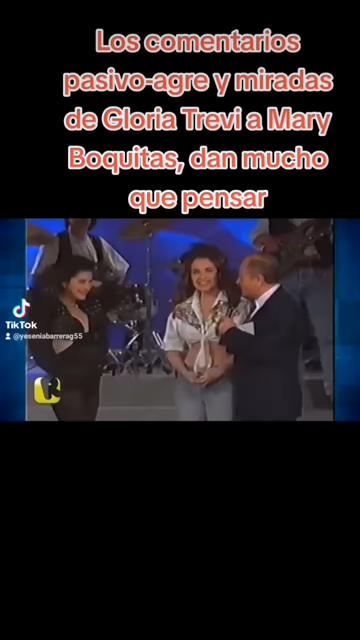 Los comentarios
pasivo-agre y miradas
de Gloria Trevi a Mary
Boquitas, dan mucho
que pensar
TikTok
@yeseniabarrerag55